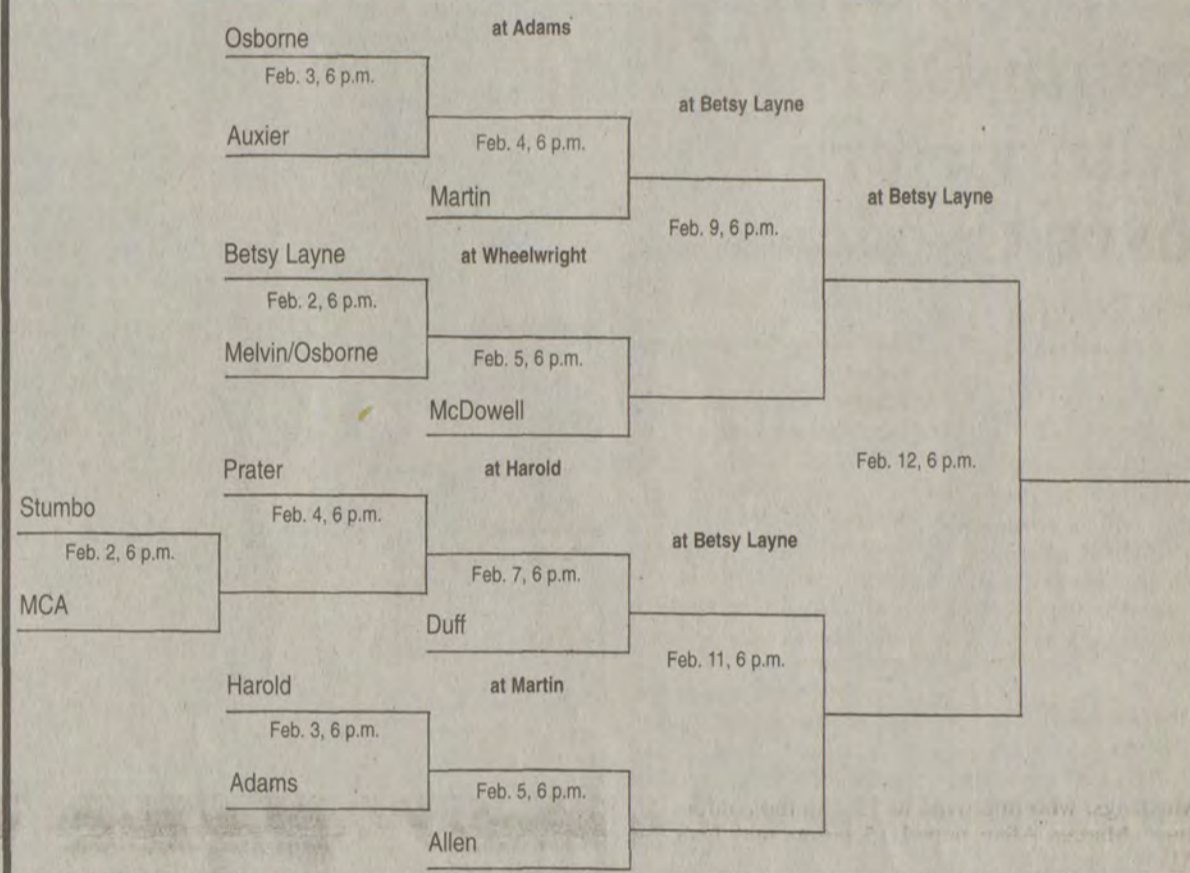 at Adams
Osborne
Feb. 3, 6 p.m.
at Betsy Layne
Auxier
Feb. 4, 6 p.m.
Martin
at Betsy Layne
Feb. 9, 6 p.m.
Betsy Layne
at Wheelwright
Feb. 2, 6 p.m.
Melvin/Osborne
Feb. 5, 6 p.m.
McDowell
Feb. 12, 6 p.m.
Prater
at Harold
Stumbo
Feb. 4, 6 p.m.
Feb. 2, 6 p.m.
at Betsy Layne
MCA
Feb. 7, 6 p.m.
Duff
Feb. 11, 6 p.m.
Harold
at Martin
Feb. 3, 6 p.m.
Adams
Feb. 5, 6 p.m.
Allen